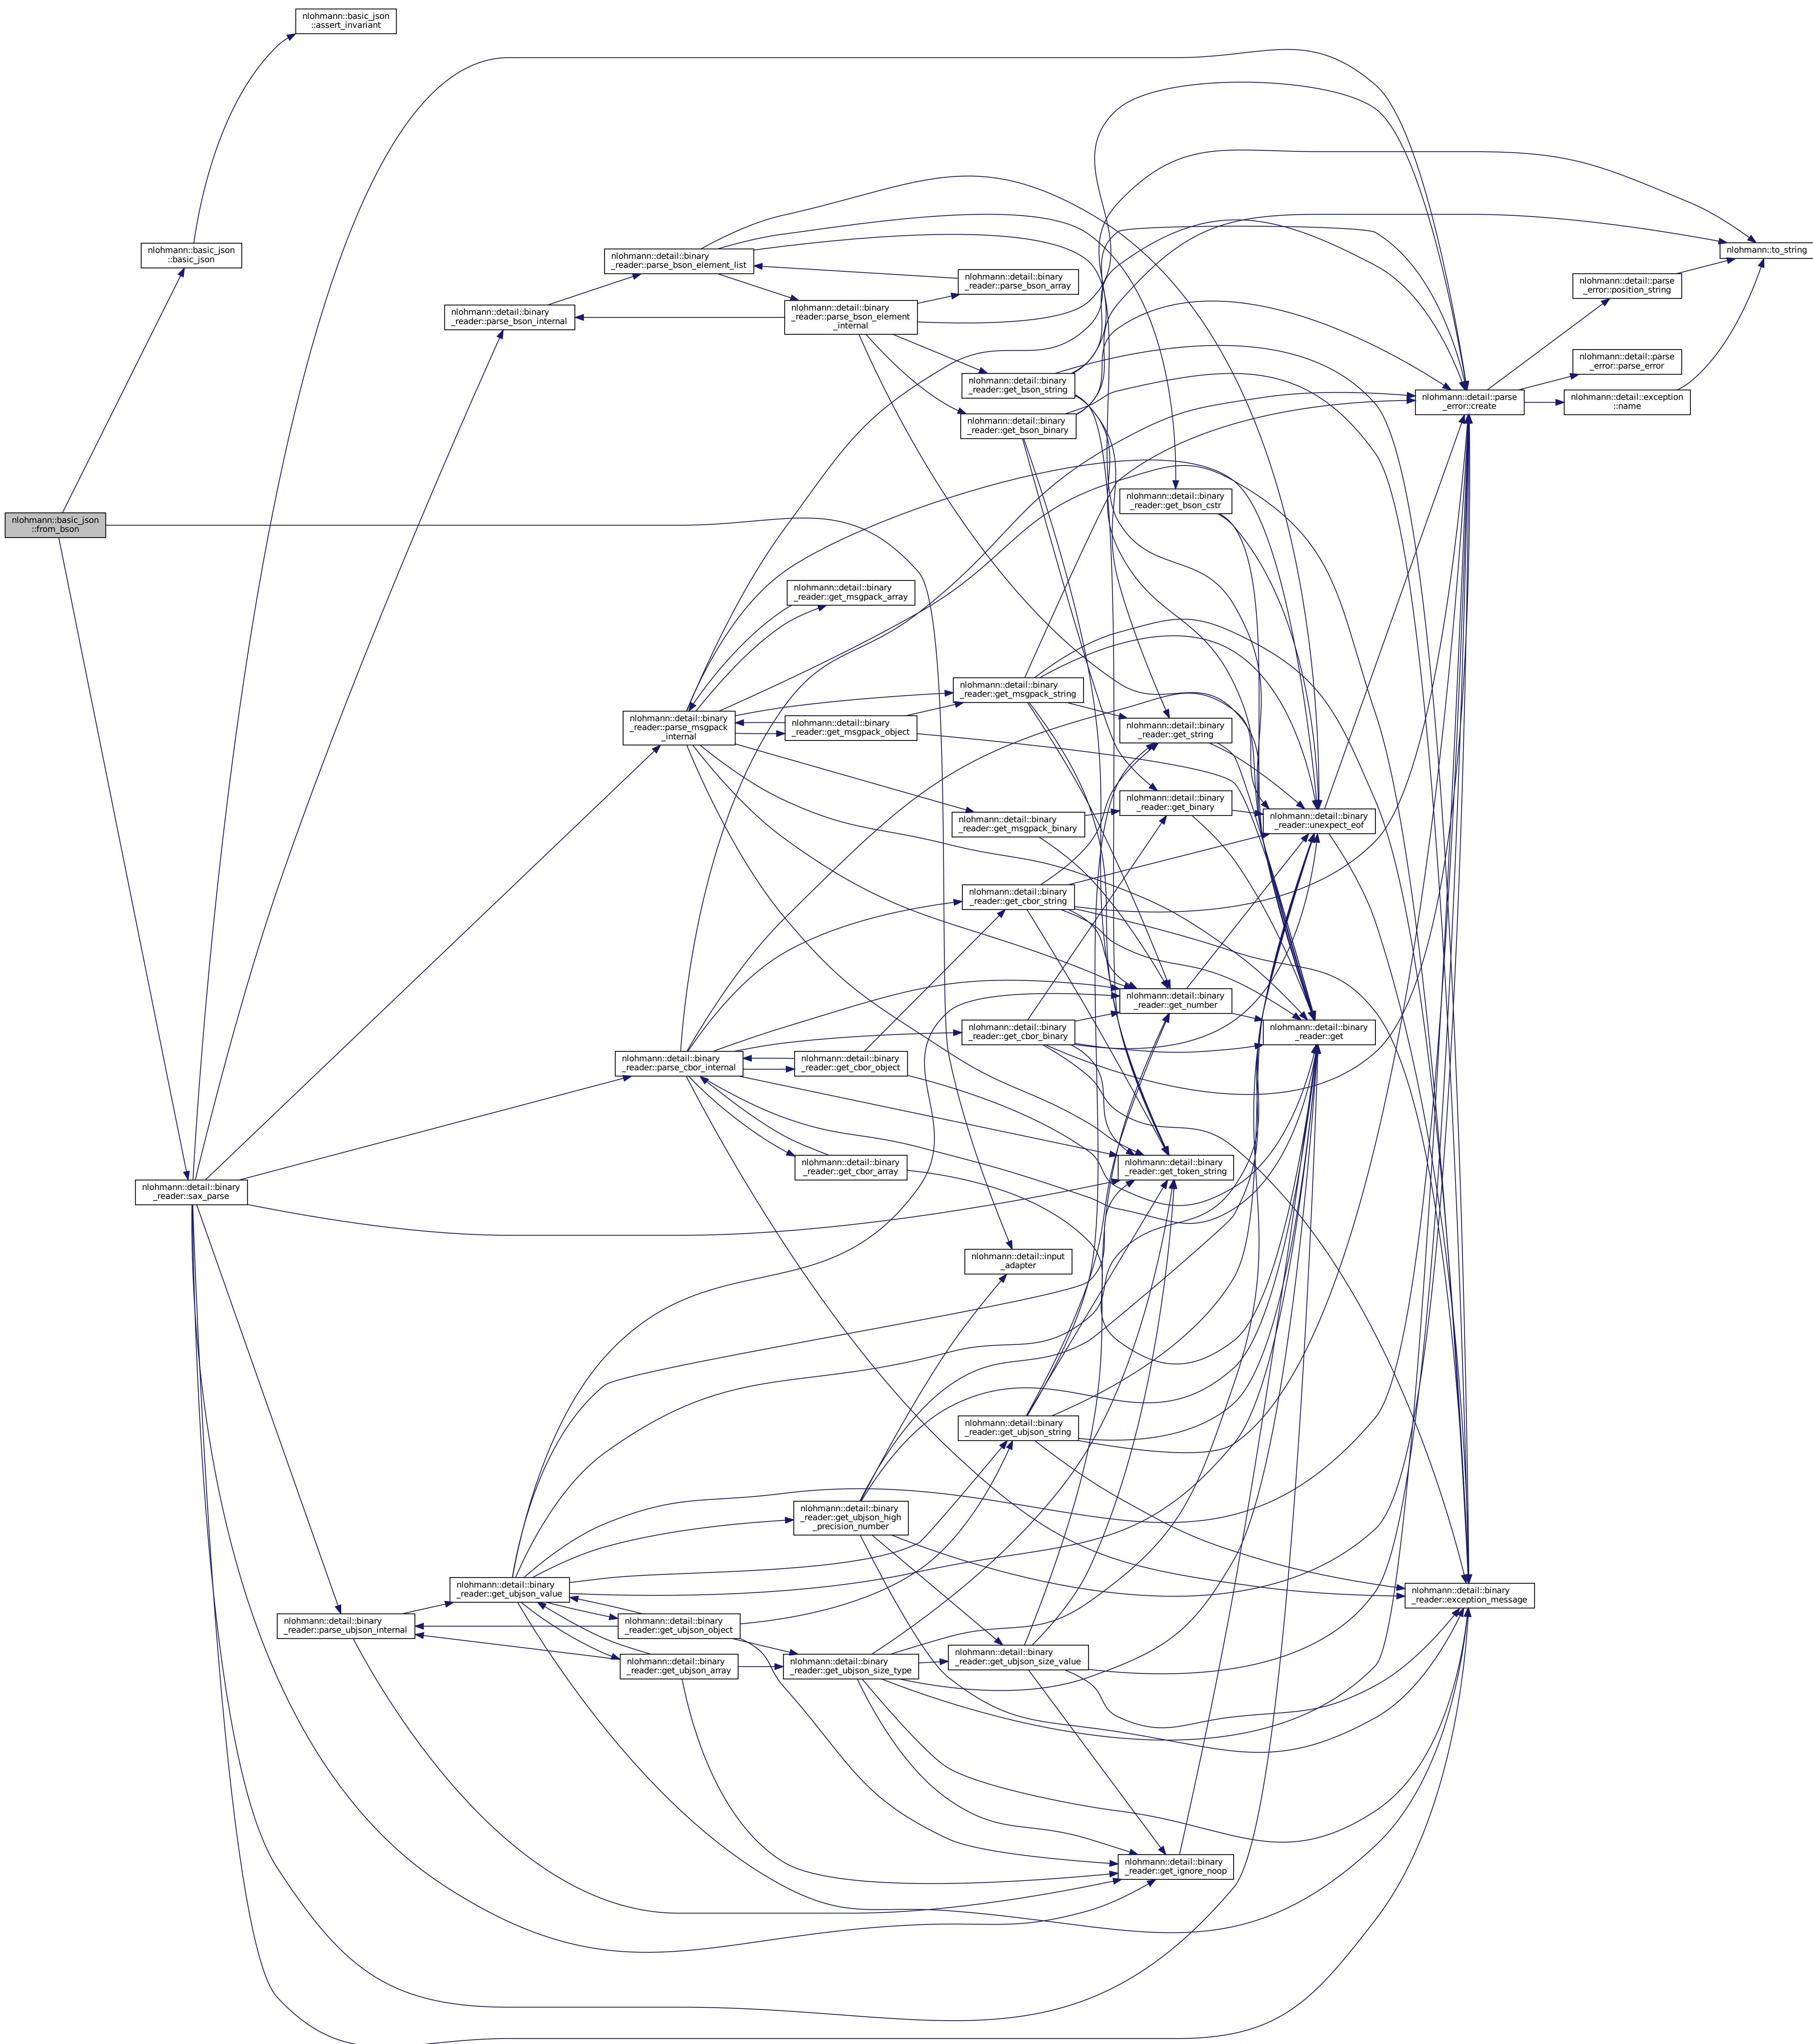 nlohmann::basic_json
::assert_invariant
nlohmann::basic_json
::basic_json
nlohmann::to_string
nlohmann::detail::binary
_reader::parse_bson_element_list
nlohmann::detail::binary
_reader::parse_bson_array
nlohmann::detail::parse
_error::position_string
nlohmann::detail::binary
_reader::parse_bson_internal
nlohmann::detail::binary
_reader::parse_bson_element
_internal
nlohmann::detail::parse
_error::parse_error
nlohmann::detail::binary
_reader::get_bson_string
nlohmann::detail::parse
_error::create
nlohmann::detail::exception
::name
nlohmann::detail::binary
_reader::get_bson_binary
nlohmann::detail::binary
_reader::get_bson_cstr
nlohmann::basic_json
::from_bson
nlohmann::detail::binary
_reader::get_msgpack_array
nlohmann::detail::binary
_reader::get_msgpack_string
nlohmann::detail::binary
_reader::parse_msgpack
_internal
nlohmann::detail::binary
_reader::get_msgpack_object
nlohmann::detail::binary
_reader::get_string
nlohmann::detail::binary
_reader::get_binary
nlohmann::detail::binary
_reader::get_msgpack_binary
nlohmann::detail::binary
_reader::unexpect_eof
nlohmann::detail::binary
_reader::get_cbor_string
nlohmann::detail::binary
_reader::get_number
nlohmann::detail::binary
_reader::get_cbor_binary
nlohmann::detail::binary
_reader::get
nlohmann::detail::binary
_reader::parse_cbor_internal
nlohmann::detail::binary
_reader::get_cbor_object
nlohmann::detail::binary
_reader::get_cbor_array
nlohmann::detail::binary
_reader::get_token_string
nlohmann::detail::binary
_reader::sax_parse
nlohmann::detail::input
_adapter
nlohmann::detail::binary
_reader::get_ubjson_string
nlohmann::detail::binary
_reader::get_ubjson_high
_precision_number
nlohmann::detail::binary
_reader::get_ubjson_value
nlohmann::detail::binary
_reader::exception_message
nlohmann::detail::binary
_reader::parse_ubjson_internal
nlohmann::detail::binary
_reader::get_ubjson_object
nlohmann::detail::binary
_reader::get_ubjson_array
nlohmann::detail::binary
_reader::get_ubjson_size_type
nlohmann::detail::binary
_reader::get_ubjson_size_value
nlohmann::detail::binary
_reader::get_ignore_noop